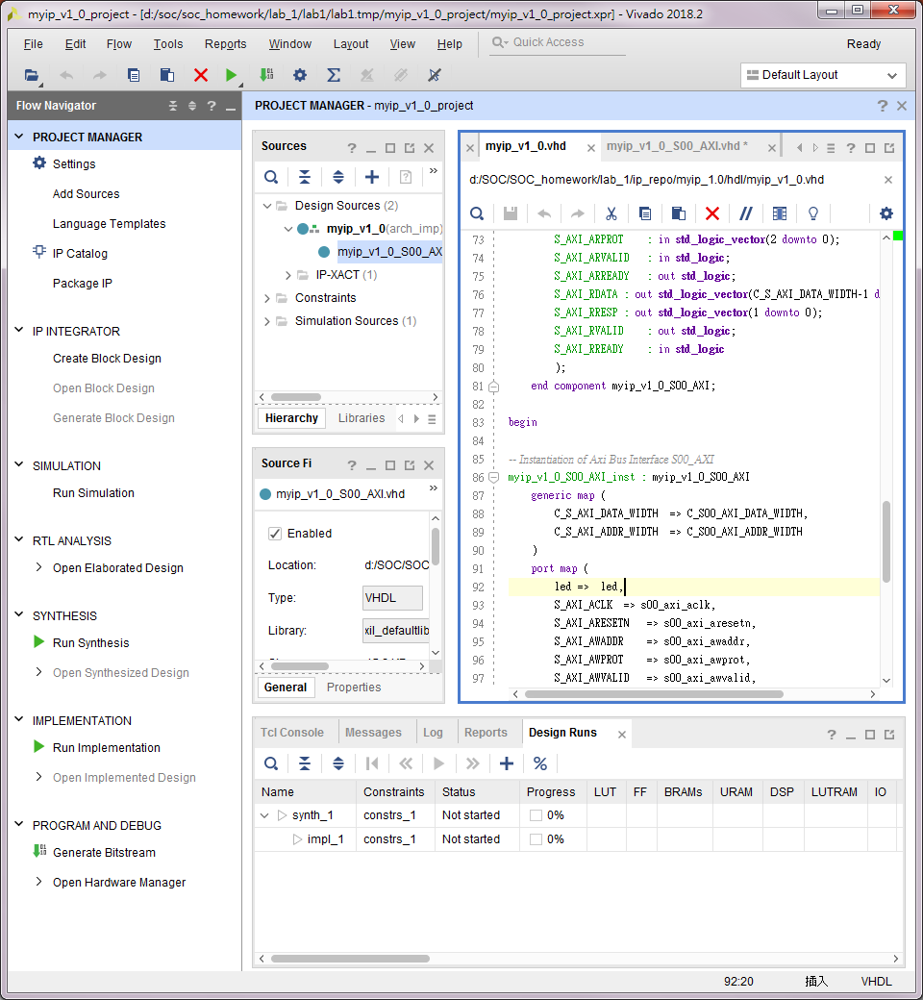 myip_v1_0_project - [d:/soc/soc_homework/lab_1/lab1/lab1.tmp/myip_v1_0_project/myip_v1_0_project.xpr] - Vivado 2018.2
File Edit Flow Tools Reports Window Layout View Help Quick Access Ready
Default Layout
Flow Navigator
PROJECT MANAGER - myip_v1_0_project
PROJECT MANAGER
Settings
Add Sources
Language Templates
IP Catalog
Package IP
IP INTEGRATOR
Create Block Design
Open Block Design
Generate Block Design
SIMULATION
Run Simulation
RTL ANALYSIS
Open Elaborated Design
SYNTHESIS
Run Synthesis
Open Synthesized Design
IMPLEMENTATION
Run Implementation
Open Implemented Design
PROGRAM AND DEBUG
Generate Bitstream
Open Hardware Manager
Sources
Design Sources (2)
myip_v1_0(arch_imp)
myip_v1_0_S00_AX
IP-XACT (1)
Constraints
Simulation Sources (1)
Hierarchy Libraries
Source Fi
myip_v1_0_S00_AXI.vhd
Enabled
Location: d:/SOC/SOC
Type: VHDL
Library: xil_defaultlib
General Properties
myip_v1_0.vhd myip_v1_0_S00_AXI.vhd *
d:/SOC/SOC_homework/lab_1/ip_repo/myip_1.0/hdl/myip_v1_0.vhd
73 S_AXI_ARPROT : in std_logic_vector(2 downto 0);
74 S_AXI_ARVALID : in std_logic;
75 S_AXI_ARREADY : out std_logic;
76 S_AXI_RDATA : out std_logic_vector(C_S_AXI_DATA_WIDTH-1 d
77 S_AXI_RRESP : out std_logic_vector(1 downto 0);
78 S_AXI_RVALID : out std_logic;
79 S_AXI_RREADY : in std_logic
80 );
81 end component myip_v1_0_S00_AXI;
82
83 begin
84
85 -- Instantiation of Axi Bus Interface S00_AXI
86 myip_v1_0_S00_AXI_inst : myip_v1_0_S00_AXI
87 generic map (
88 C_S_AXI_DATA_WIDTH => C_S00_AXI_DATA_WIDTH,
89 C_S_AXI_ADDR_WIDTH => C_S00_AXI_ADDR_WIDTH
90 )
91 port map (
92 led => led,
93 S_AXI_ACLK => s00_axi_aclk,
94 S_AXI_ARESETN => s00_axi_aresetn,
95 S_AXI_AWADDR => s00_axi_awaddr,
96 S_AXI_AWPROT => s00_axi_awprot,
97 S_AXI_AWVALID => s00_axi_awvalid,
Tcl Console Messages Log Reports Design Runs
Name Constraints Status Progress LUT FF BRAMs URAM DSP LUTRAM IO
synth_1 constrs_1 Not started 0%
impl_1 constrs_1 Not started 0%
92:20 插入 VHDL